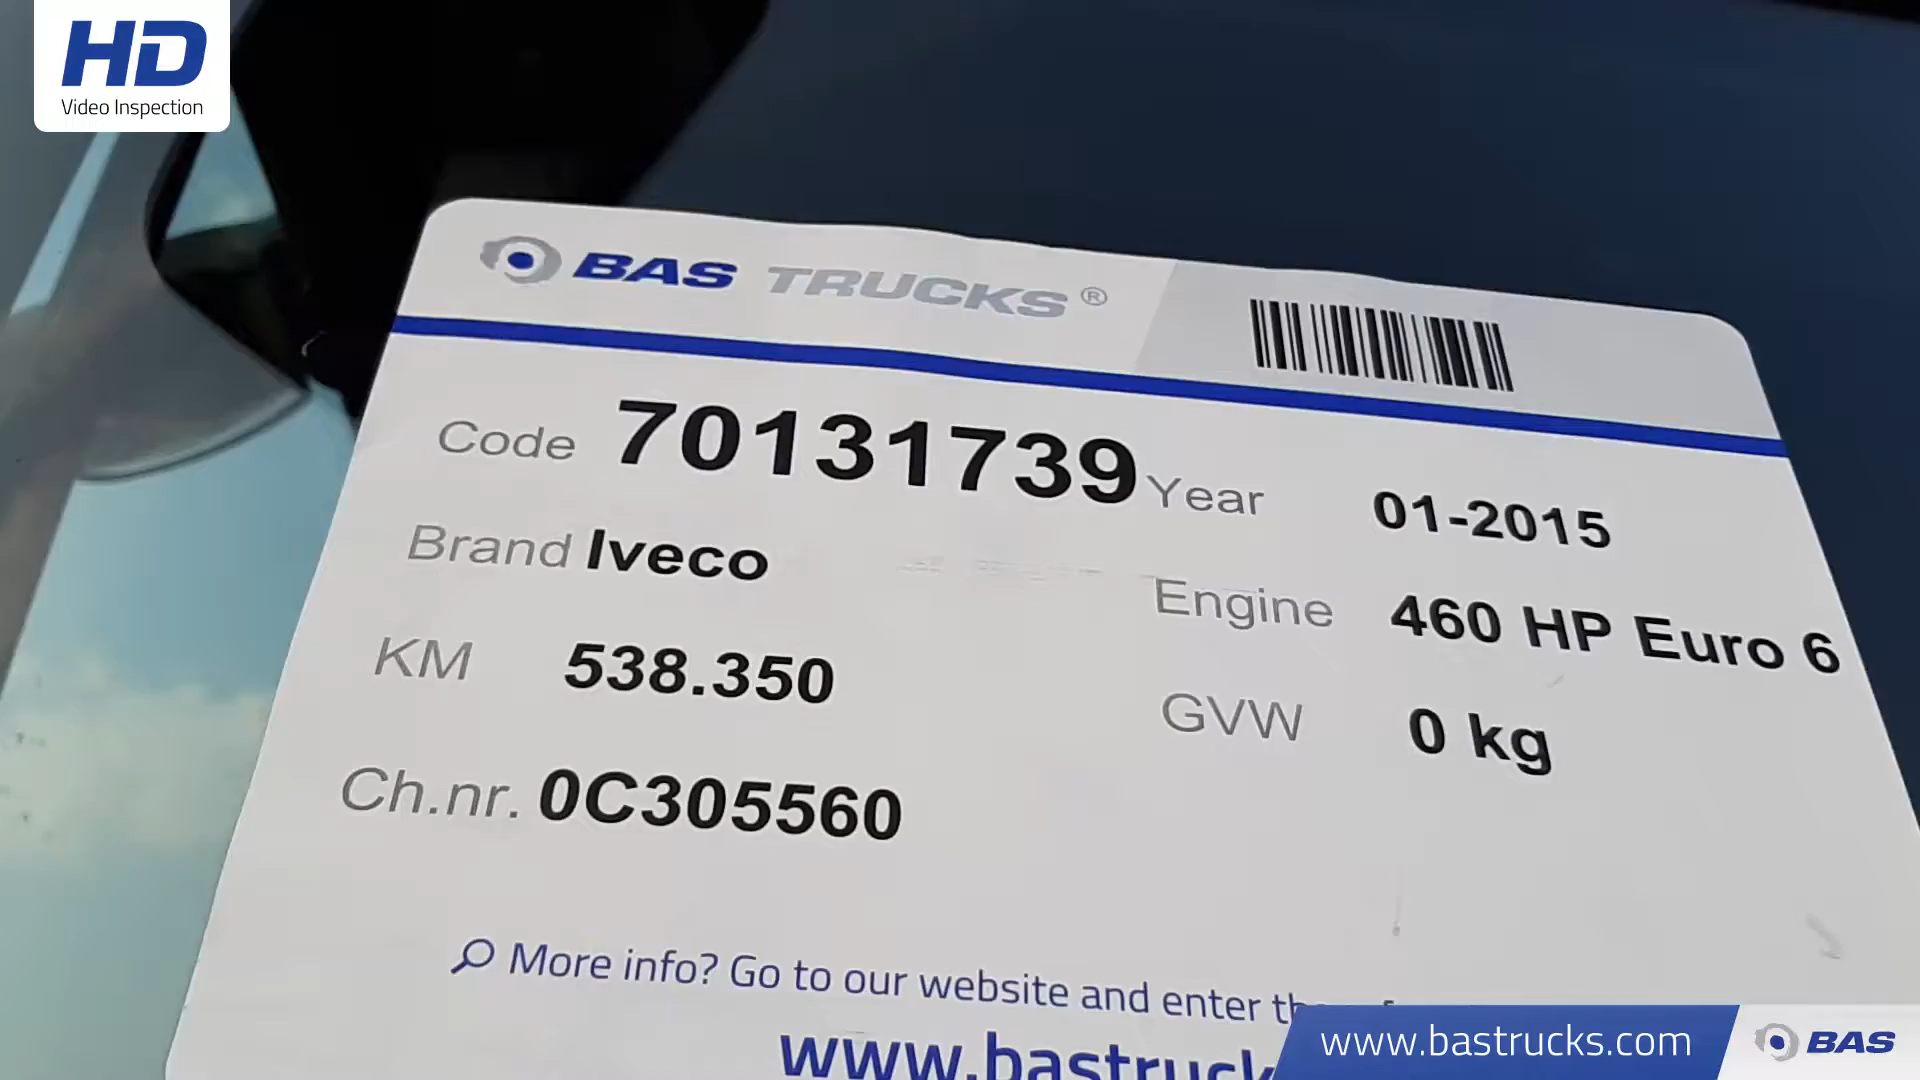 HD
Video Inspection
BAS TRUCKS®
Code 70131739 Year 01-2015
Brand Iveco
Engine 460 HP Euro 6
KM 538.350
GVW 0 kg
Ch.nr. 0C305560
More info? Go to our website and enter
www.bastruck
www.bastrucks.com
BAS